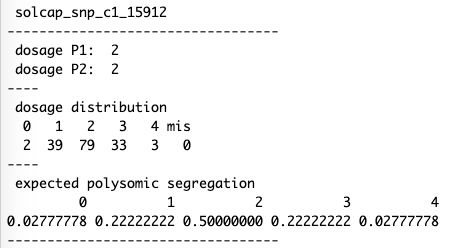 solcap_snp_c1_15912
---------------------------------
dosage P1:  2
dosage P2:  2
----
dosage distribution
  0   1   2   3   4 mis
  2  39  79  33   3   0
----
expected polysomic segregation
         0          1          2          3          4
0.02777778 0.22222222 0.50000000 0.22222222 0.02777778
---------------------------------